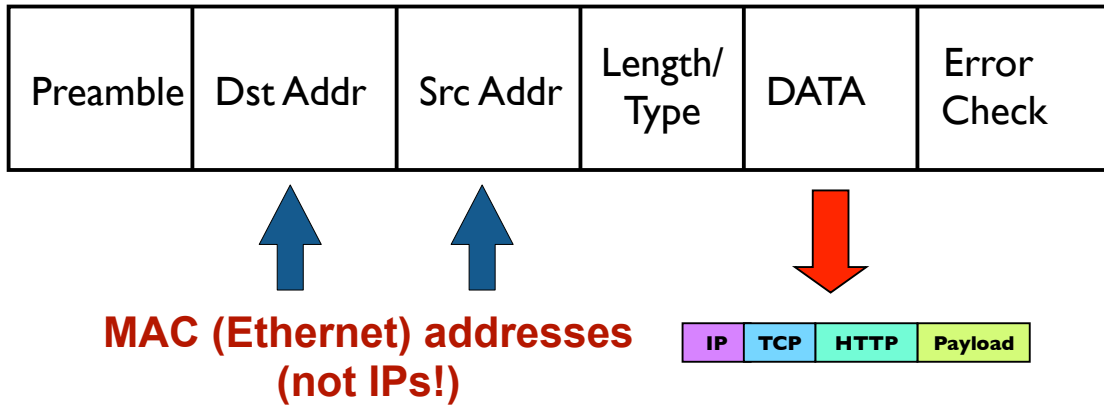 Preamble
Dst Addr
Src Addr
Length/
Type
DATA
Error
Check
MAC (Ethernet) addresses
(not IPs!)
IP
TCP
HTTP
Payload